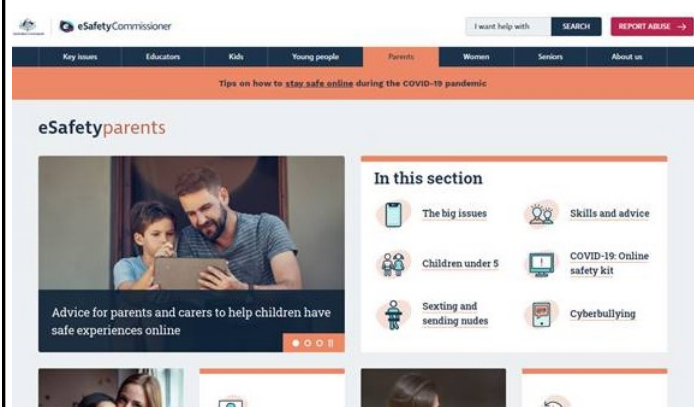 eSafetyCommissioner
I want help with
SEARCH
REPORT ABUSE →
Key issues
Educators
Kids
Young people
Parents
Women
Seniors
About us
Tips on how to stay safe online during the COVID-19 pandemic
eSafetyparents
Advice for parents and carers to help children have
safe experiences online
In this section
The big issues
Skills and advice
Children under 5
COVID-19: Online
safety kit
Sexting and
sending nudes
Cyberbullying